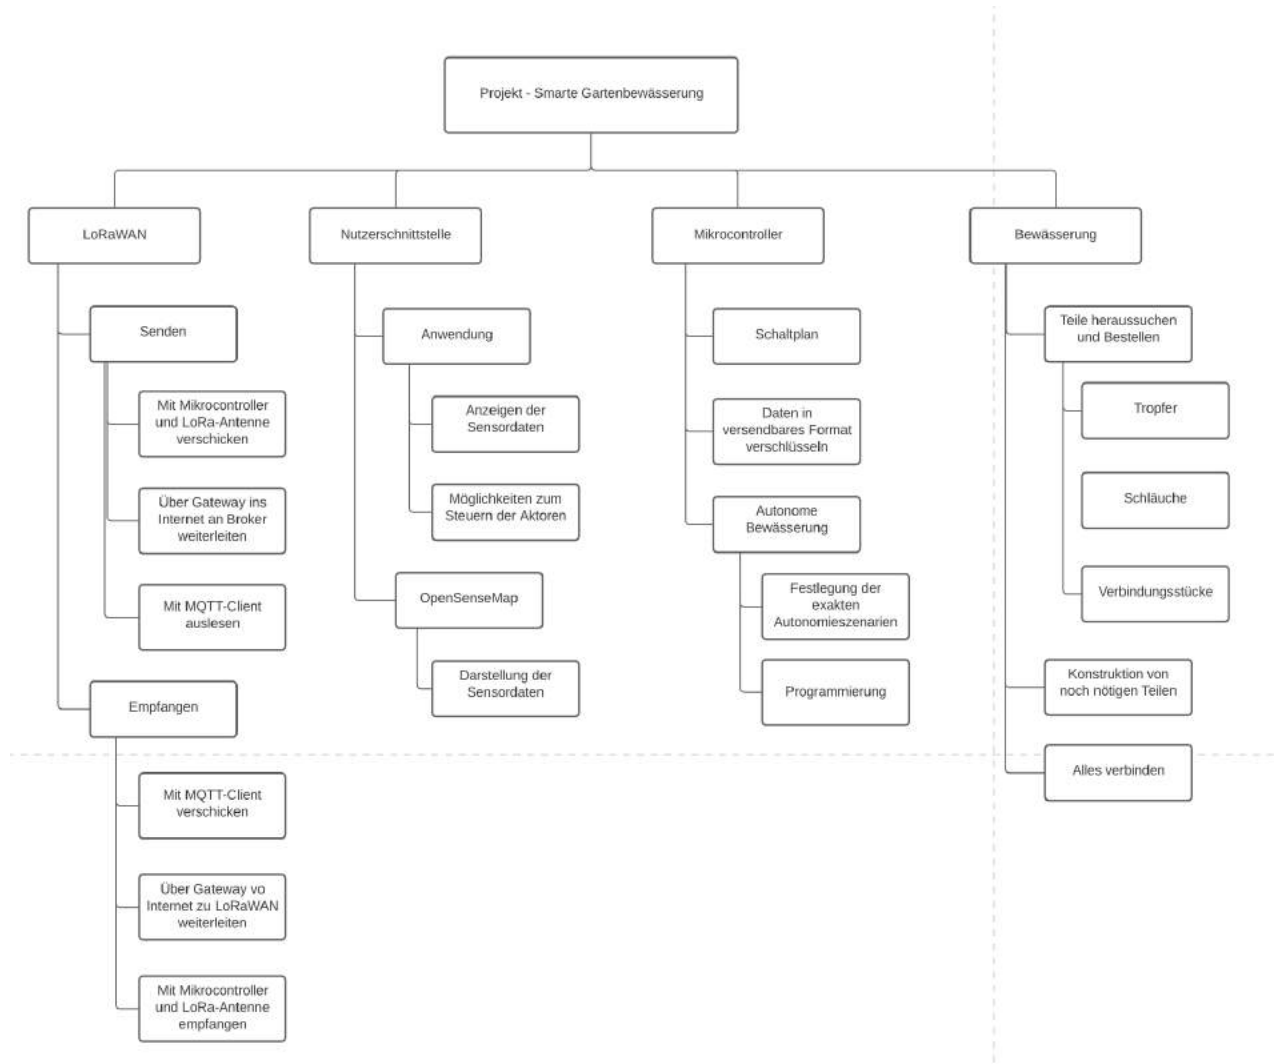 Projekt - Smarte Gartenbewässerung
LoRaWAN
Senden
Mit Mikrocontroller
und LoRa-Antenne
verschicken
Über Gateway ins
Internet an Broker
weiterleiten
Mit MQTT-Client
auslesen
Empfangen
Mit MQTT-Client
verschicken
Über Gateway vo
Internet zu LoRaWAN
weiterleiten
Mit Mikrocontroller
und LoRa-Antenne
empfangen
Nutzerschnittstelle
Anwendung
Anzeigen der
Sensordaten
Möglichkeiten zum
Steuern der Aktoren
OpenSenseMap
Darstellung der
Sensordaten
Mikrocontroller
Schaltplan
Daten in
versendbares Format
verschlüsseln
Autonome
Bewässerung
Festlegung der
exakten
Autonomieszenarien
Programmierung
Bewässerung
Teile heraussuchen
und Bestellen
Tropfer
Schläuche
Verbindungsstücke
Konstruktion von
noch nötigen Teilen
Alles verbinden